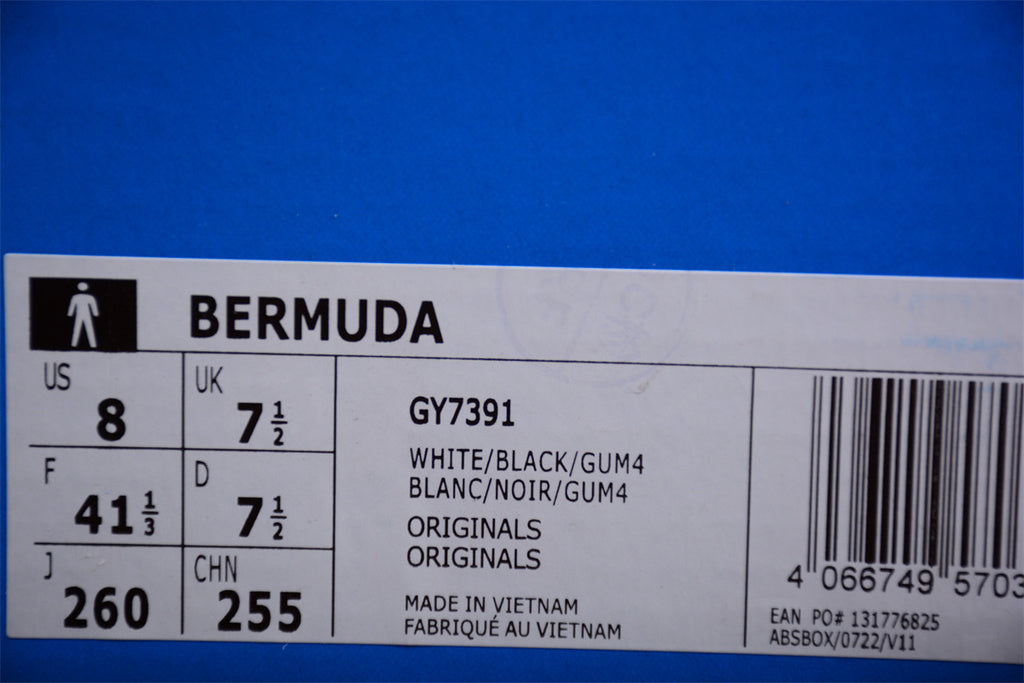 BERMUDA
US 8 UK 7 1/2
F 41 1/3 D 7 1/2
J 260 CHN 255
GY7391
WHITE/BLACK/GUM4
BLANC/NOIR/GUM4
ORIGINALS
ORIGINALS
MADE IN VIETNAM
FABRIQUÉ AU VIETNAM
4 066749 5703
EAN PO# 131776825
ABSBOX/0722/V11